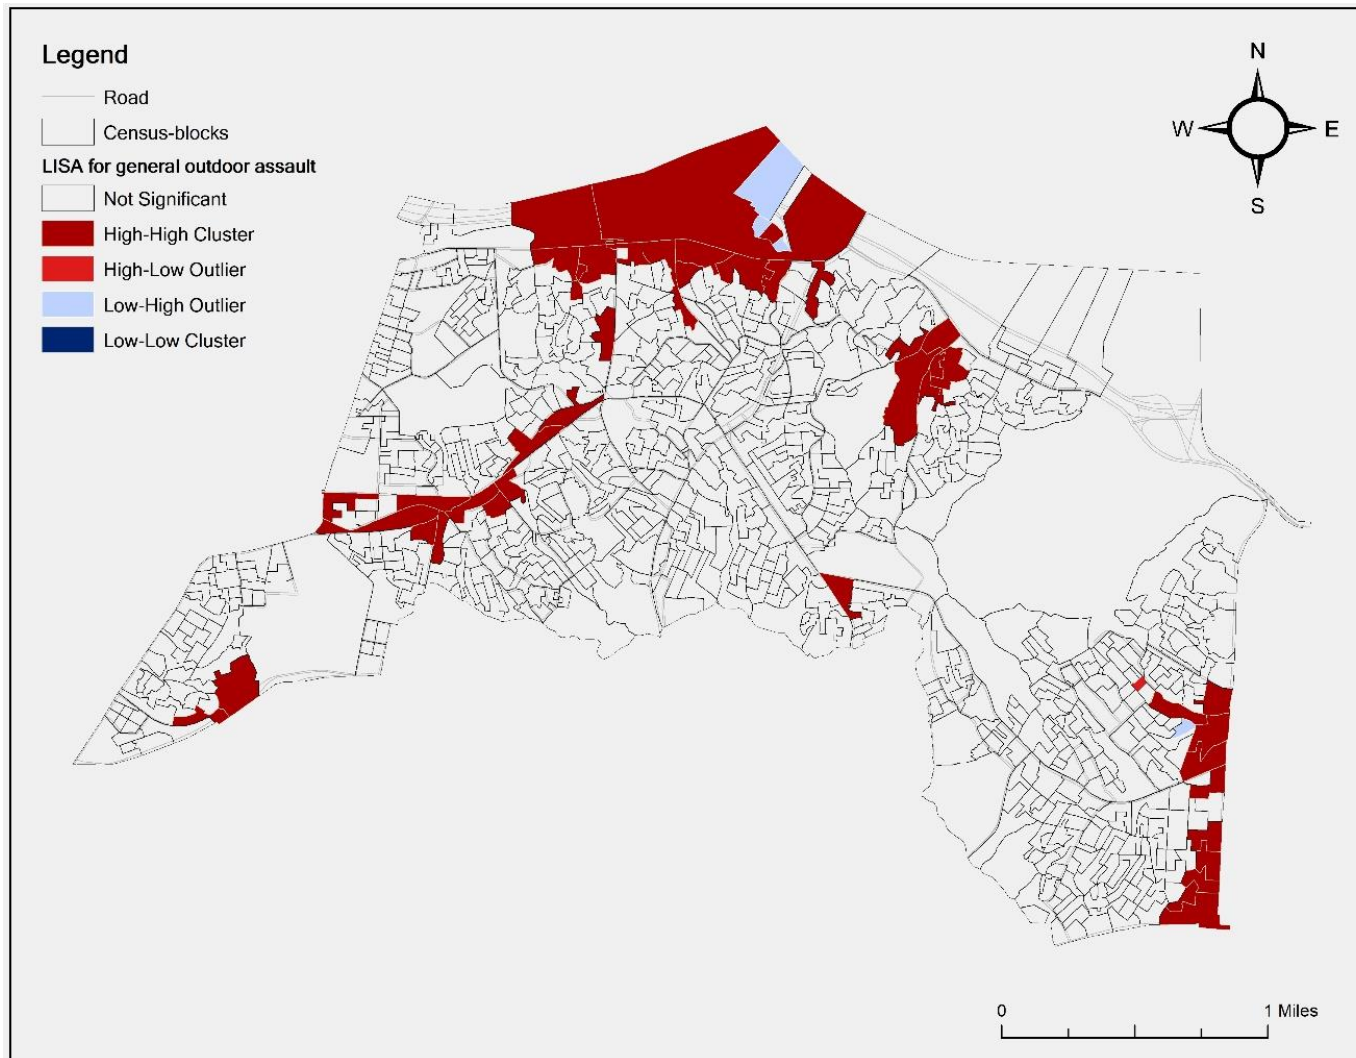 Legend
Road
Census-blocks
LISA for general outdoor assault
Not Significant
High-High Cluster
High-Low Outlier
Low-High Outlier
Low-Low Cluster
N
W E
S
0 1 Miles